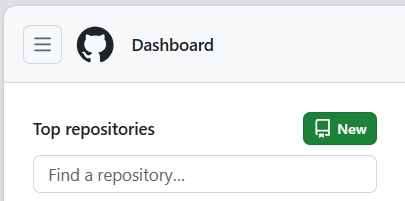 Dashboard
Top repositories
New
Find a repository...